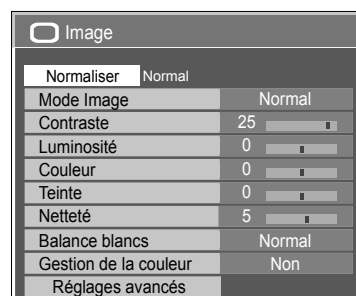 Image
Normaliser Normal
Mode Image Normal
Contraste 25
Luminosité 0
Couleur 0
Teinte 0
Netteté 5
Balance blancs Normal
Gestion de la couleur Non
Réglages avancés